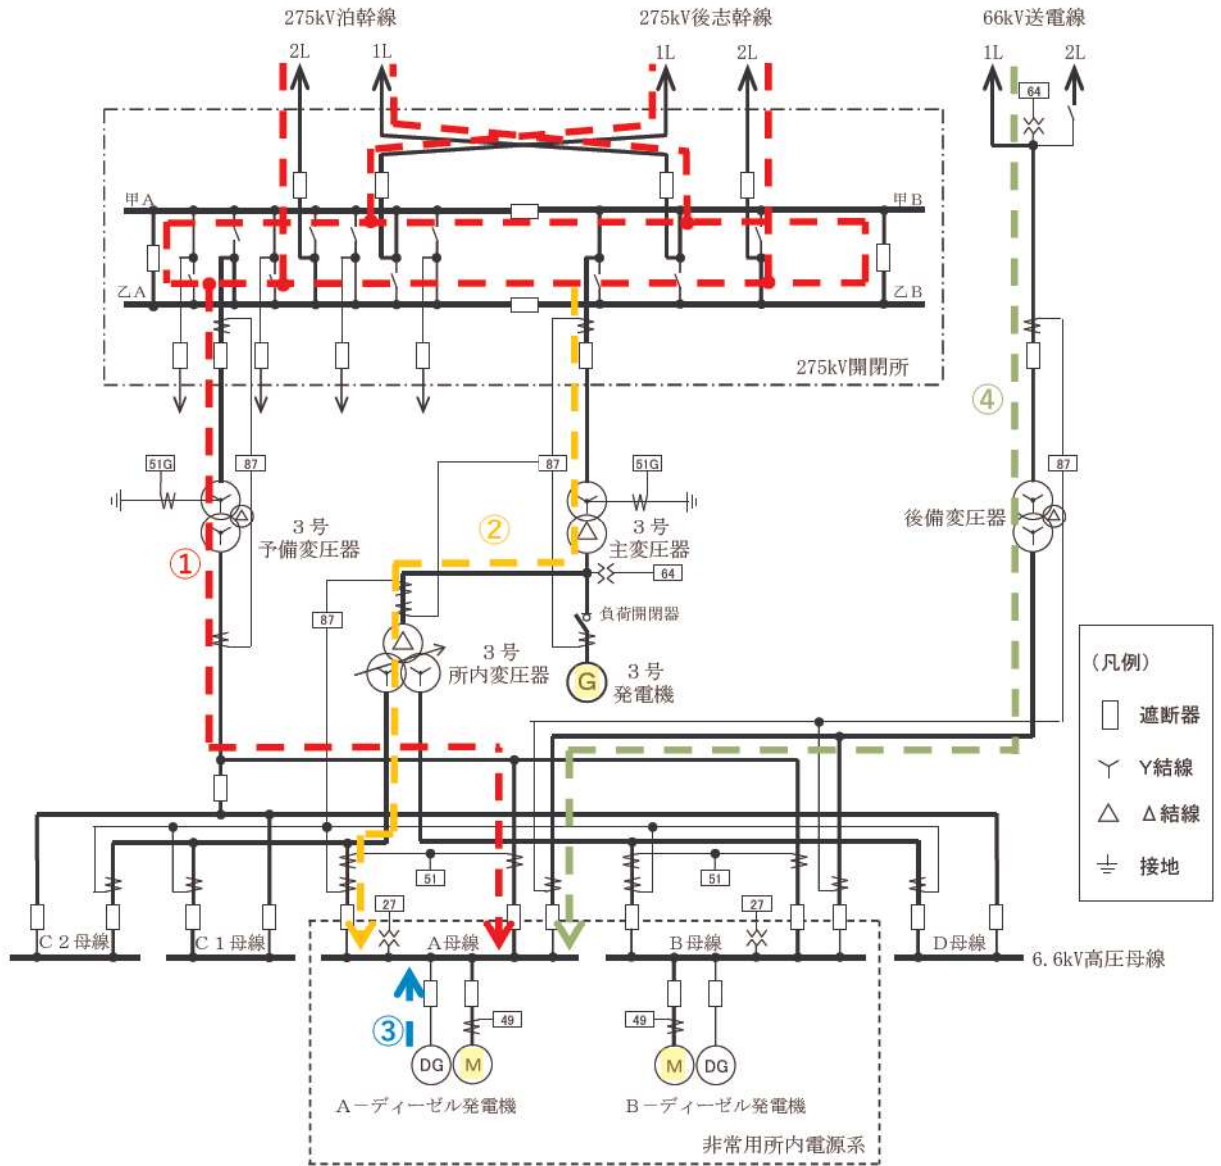 275kV泊幹線
275kV後志幹線
66kV送電線
2L
1L
1L
2L
1L
2L
64
甲A
甲B
乙A
乙B
275kV開閉所
④
51G
87
87
51G
87
3号
予備変圧器
②
3号
主変圧器
後備変圧器
①
64
87
負荷開閉器
3号
所内変圧器
3号
発電機
G
(凡例)
遮断器
Y結線
Δ結線
接地
51
51
27
27
C2母線
C1母線
A母線
B母線
D母線
6.6kV高圧母線
③
49
49
DG
M
M
DG
A-ディーゼル発電機
B-ディーゼル発電機
非常用所内電源系